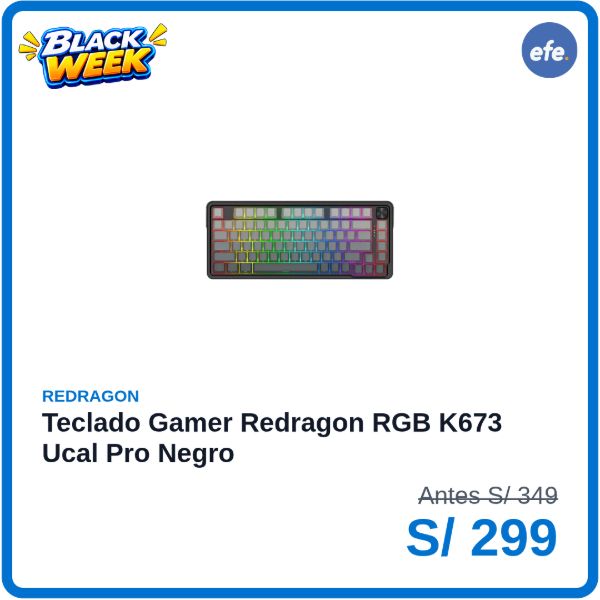 BLACK
WEEK
efe.
REDRAGON
Teclado Gamer Redragon RGB K673
Ucal Pro Negro
Antes S/ 349
S/ 299